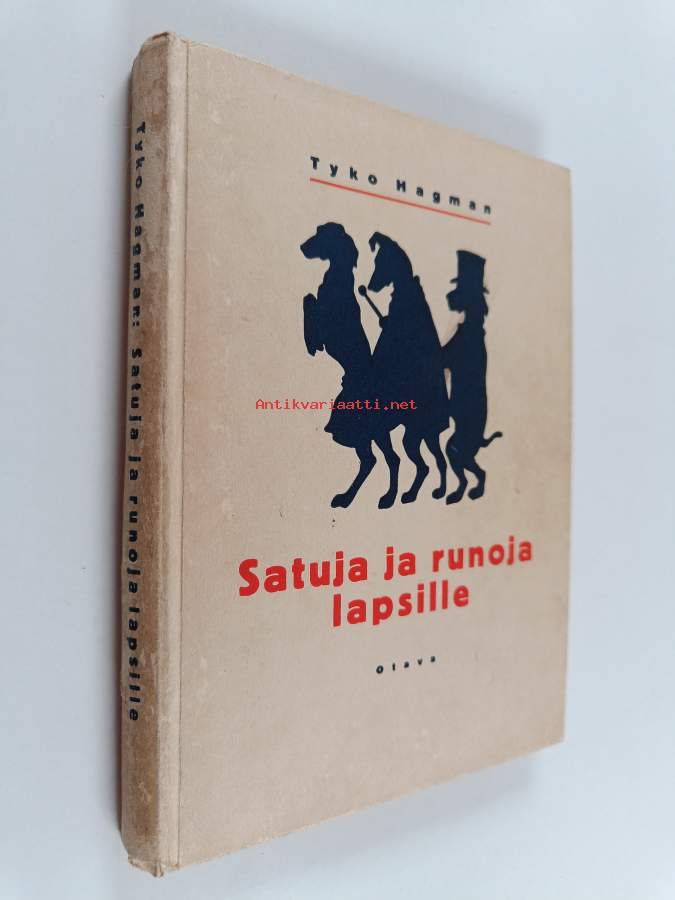 Tyko Hagman: Satuja ja runoja lapsille
Tyko Hagman
Antikvariaatti.net
Satuja ja runoja
lapsille
Otava